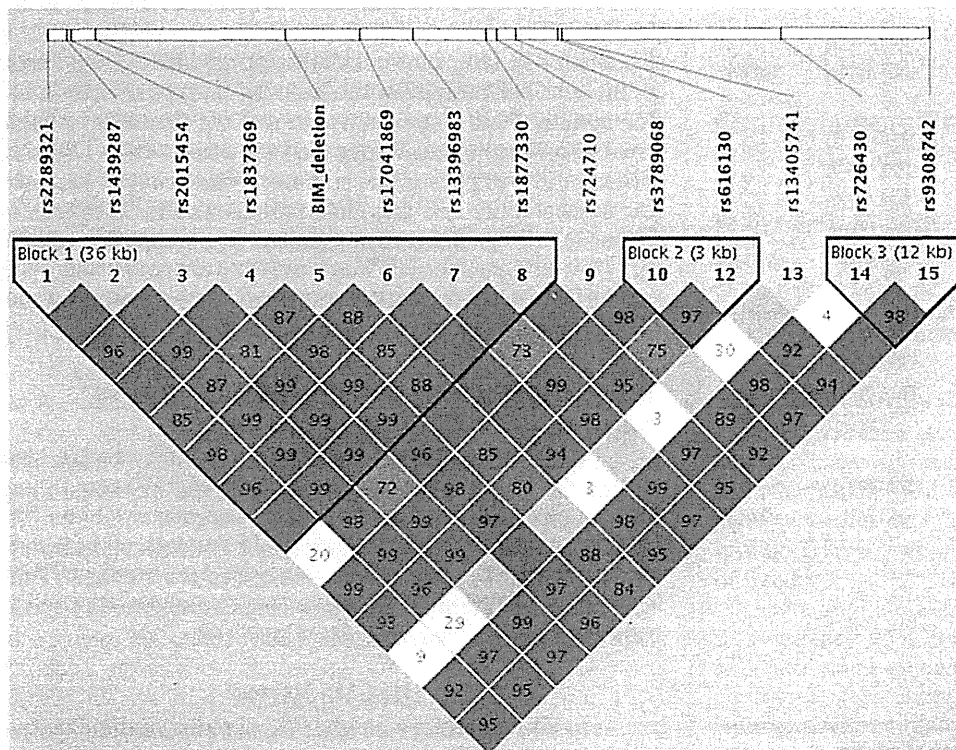 rs2289321
rs1439287
rs2015454
rs1837369
BIM_deletion
rs17041869
rs13396983
rs1877330
rs724710
rs3789068
rs616130
rs13405741
rs726430
rs9308742
Block 1 (36 kb) Block 2 (3 kb) Block 3 (12 kb)
1 2 3 4 5 6 7 8 9 10 12 13 14 15
87 88 98 97 4 98
96 99 81 98 85 73 75 30 92
87 99 99 88 99 95 98 94
85 99 99 99 98 3 89 97
98 99 99 96 85 94 97 92
96 99 72 98 80 3 99 95
98 99 97 98 97
20 99 99 88 95
99 96 97 84
93 29 99 96
9 97 97
92 95
95